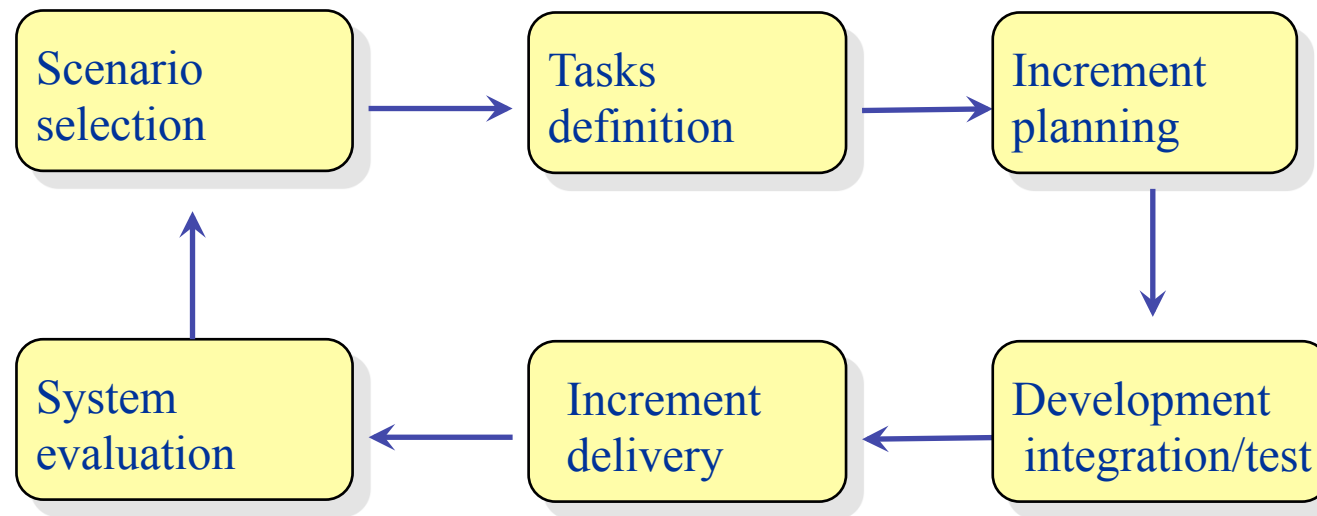 Scenario
selection
Tasks
definition
Increment
planning
System
evaluation
Increment
delivery
Development
integration/test